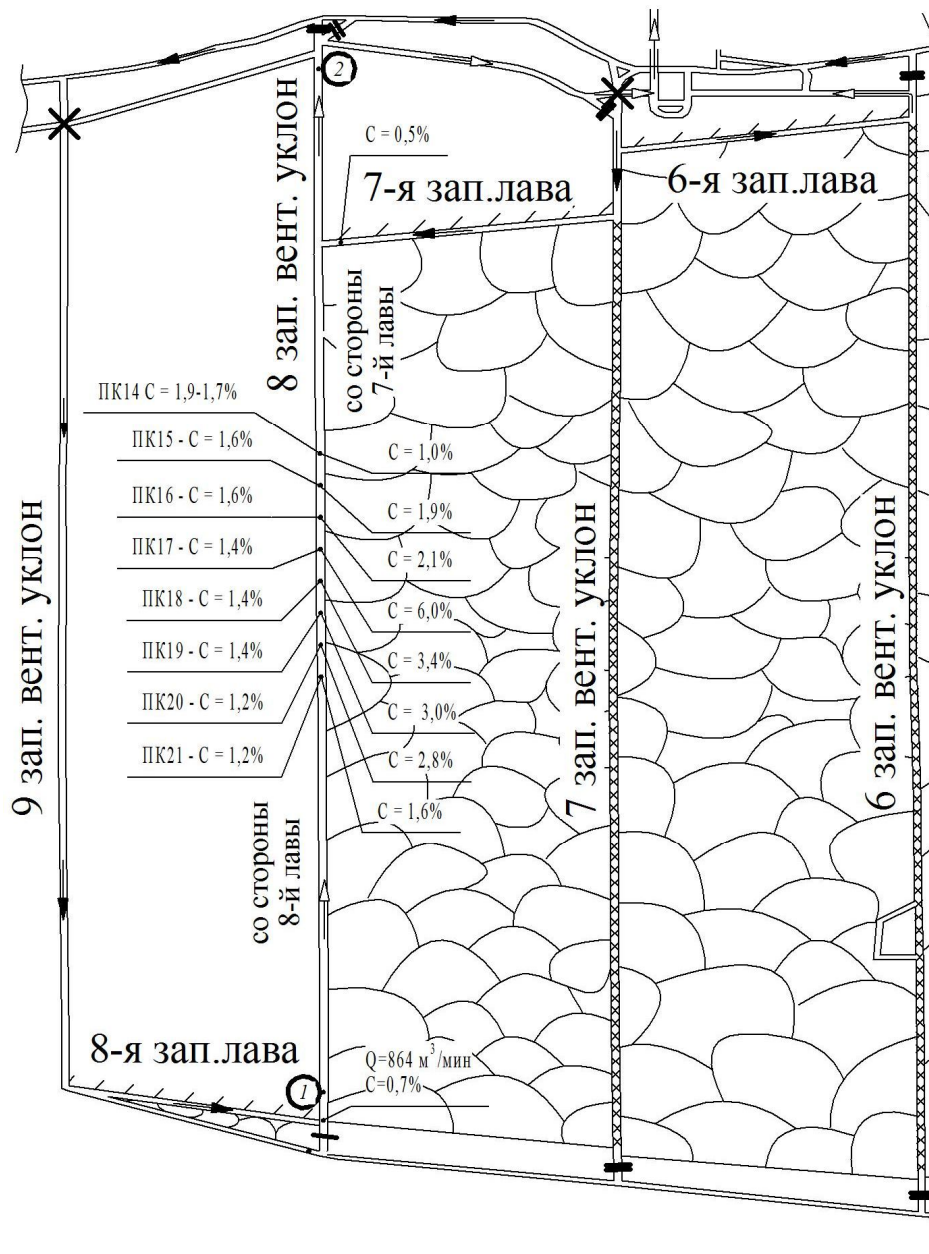 2
С = 0,5%
8 зап. вент. уклон
7-я зап.лава
6-я зап.лава
со стороны
7-й лавы
ПК14 С = 1,9-1,7%
ПК15 - С = 1,6%
ПК16 - С = 1,6%
ПК17 - С = 1,4%
ПК18 - С = 1,4%
ПК19 - С = 1,4%
ПК20 - С = 1,2%
ПК21 - С = 1,2%
С = 1,0%
С = 1,9%
С = 2,1%
С = 6,0%
С = 3,4%
С = 3,0%
С = 2,8%
С = 1,6%
9 зап. вент. уклон
7 зап. вент. уклон
6 зап. вент. уклон
со стороны
8-й лавы
8-я зап.лава
1
Q=864 м³/мин
С=0,7%